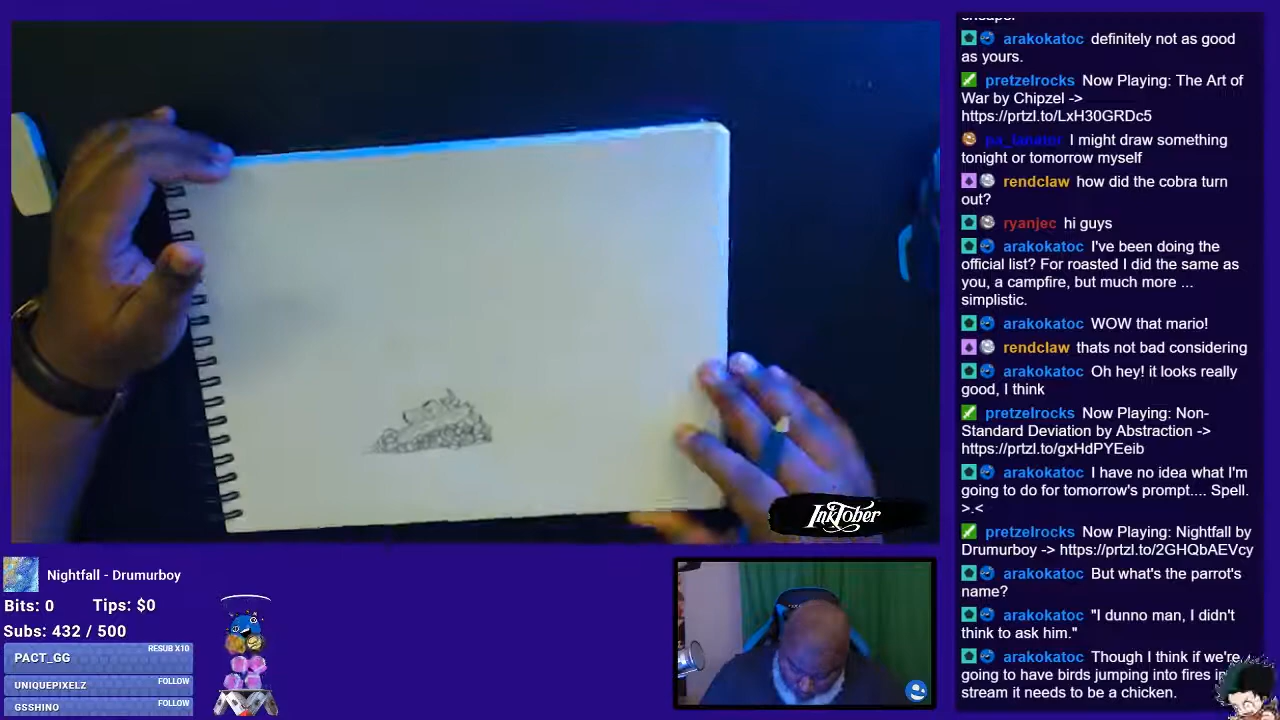 cheaper.
arakokatoc definitely not as good
as yours.
pretzelrocks Now Playing: The Art of
War by Chipzel ->
https://prtzl.to/LxH30GRDc5
I might draw something
tonight or tomorrow myself
rendclaw how did the cobra turn
out?
ryanjec hi guys
arakokatoc I've been doing the
official list? For roasted I did the same as
you, a campfire, but much more ...
simplistic.
arakokatoc WOW that mario!
rendclaw thats not bad considering
arakokatoc Oh hey! it looks really
good, I think
pretzelrocks Now Playing: Non-
Standard Deviation by Abstraction ->
https://prtzl.to/gxHdPYEeib
arakokatoc I have no idea what I'm
going to do for tomorrow's prompt.... Spell.
>.<
pretzelrocks Now Playing: Nightfall by
Drumurboy -> https://prtzl.to/2GHQbAEVcy
arakokatoc But what's the parrot's
name?
arakokatoc "I dunno man, I didn't
think to ask him."
arakokatoc Though I think if we're
going to have birds jumping into fires
stream it needs to be a chicken.
InkTober
Nightfall - Drumurboy
Bits: 0 Tips: $0
Subs: 432 / 500
RESUB X10
PACT_GG
FOLLOW
UNIQUEPIXELZ
FOLLOW
GSSHINO